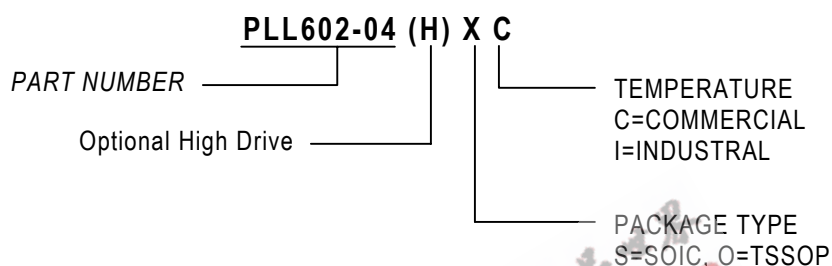 PLL602-04 (H) X C
PART NUMBER
TEMPERATURE
C=COMMERCIAL
I=INDUSTRAL
Optional High Drive
PACKAGE TYPE
S=SOIC, O=TSSOP